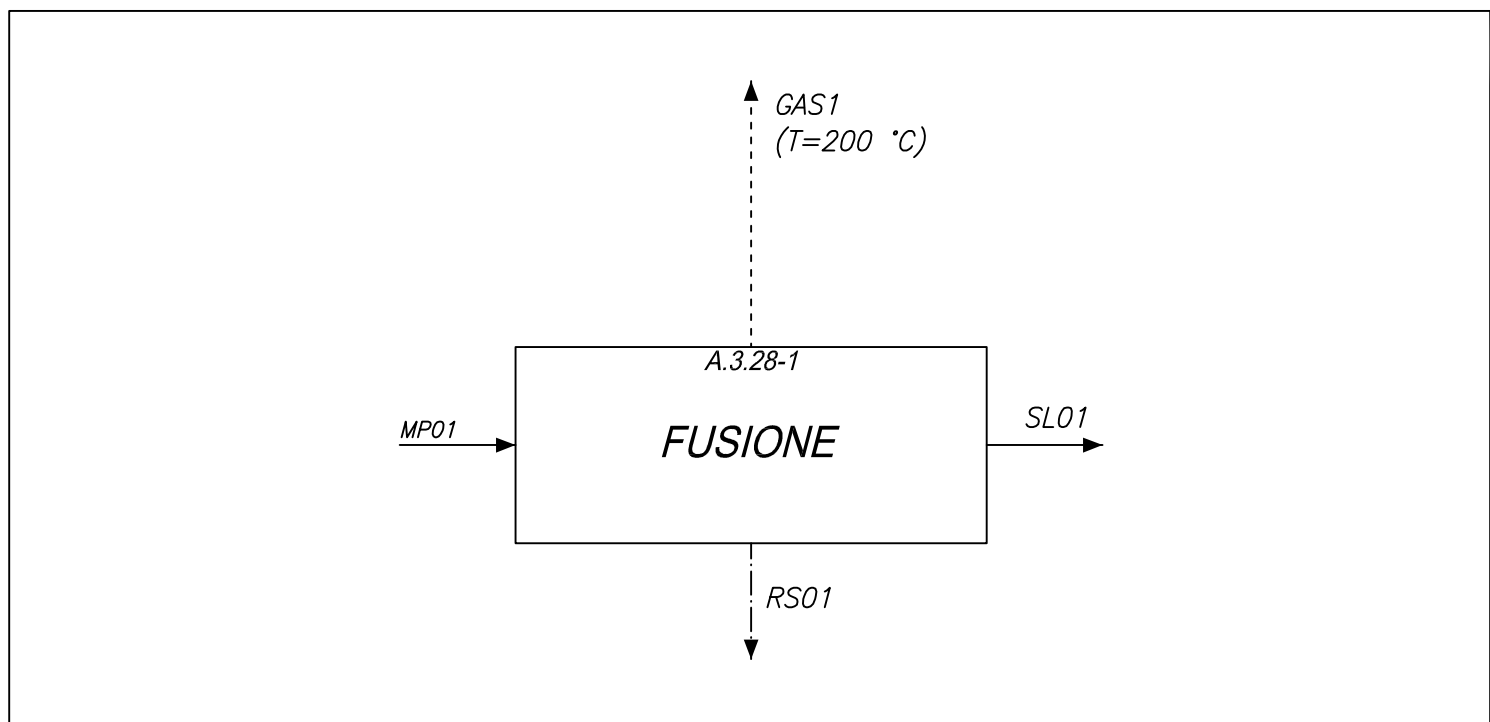 GAS1
(T=200 °C)
A.3.28-1
MP01
FUSIONE
SL01
RS01